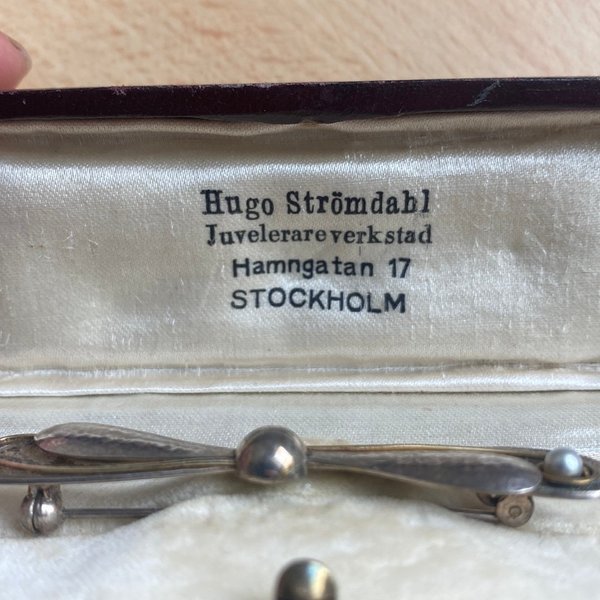 Hugo Strömdahl
Juvelerareverkstad
Hamngatan 17
STOCKHOLM